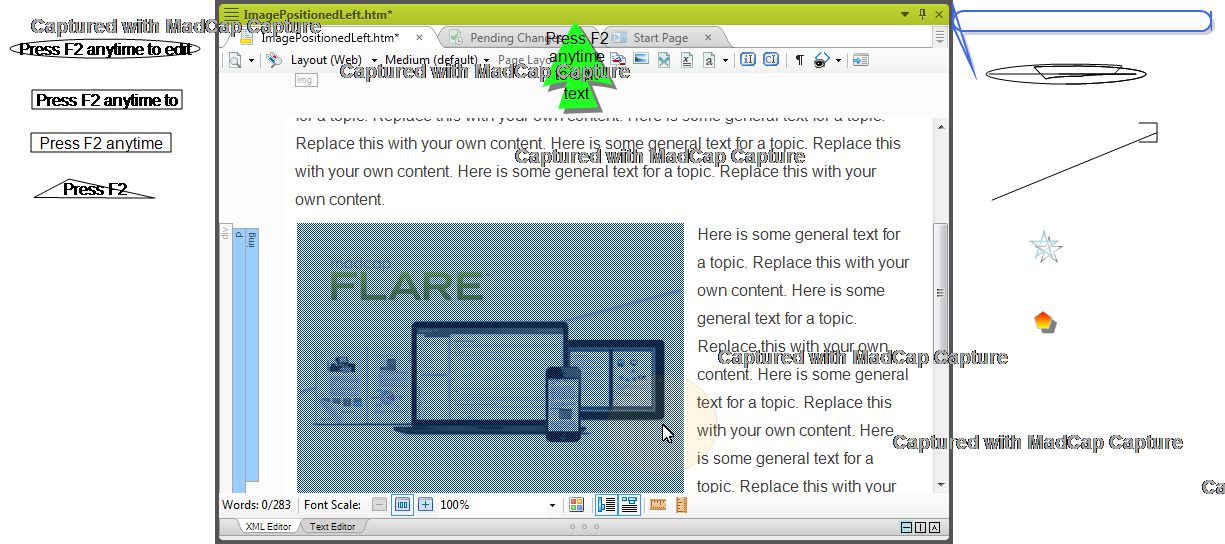 Captured with MadCap Capture
Press F2 anytime to edit
Press F2 anytime to
Press F2 anytime
Press F2
ImagePositionedLeft.htm*
ImagePositionedLeft.htm*
Pending Chang
Start Page
Press F2
anytime
text
Layout (Web)
Medium (default)
Page Layo
Captured with MadCap Capture
img
for a topic. Replace this with your own content. Here is some general text for a topic.
Replace this with your own content. Here is some general text for a topic. Replace this
Captured with MadCap Capture
with your own content. Here is some general text for a topic. Replace this with your
own content.
div
p
img
FLARE
Here is some general text for
a topic. Replace this with your
own content. Here is some
general text for a topic.
Replace this with your own
Captured with MadCap Capture
content. Here is some general
text for a topic. Replace this
with your own content. Here
Captured with MadCap Capture
is some general text for a
topic. Replace this with your
Ca
Words: 0/283
Font Scale:
100
100%
XML Editor
Text Editor